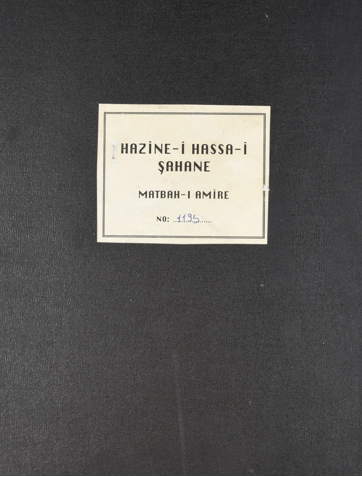 HAZİNE-İ HASSA-İ
ŞAHANE
MATBAH-I AMİRE
NO: 1195